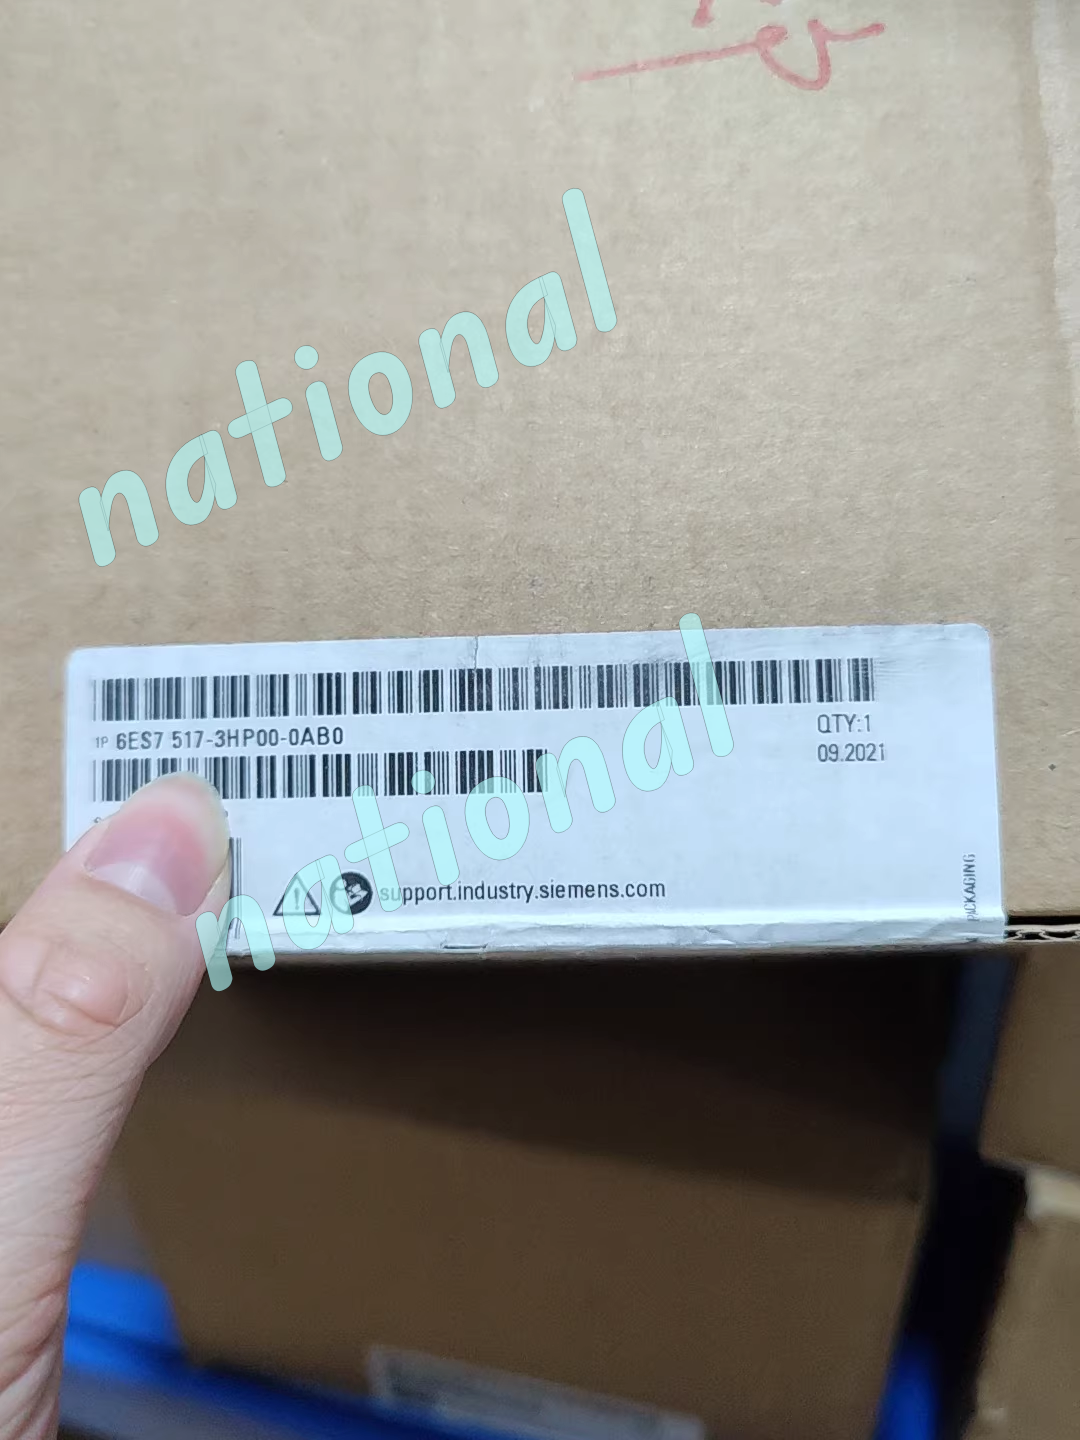 national
1P 6ES7 517-3HP00-0AB0
QTY:1
09.2021
national
support.industry.siemens.com
PACKAGING